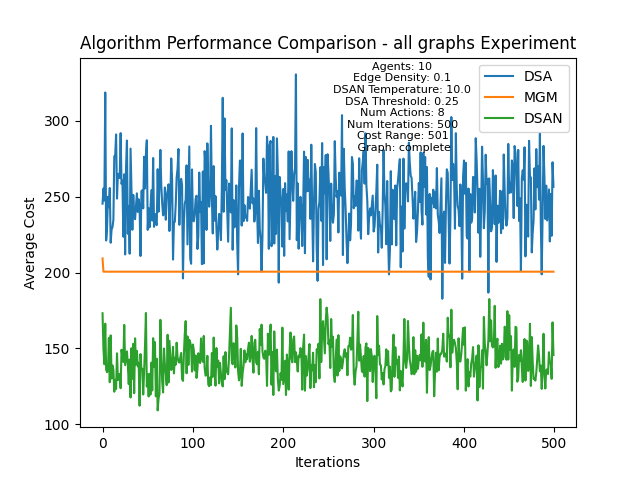 Algorithm Performance Comparison - all graphs Experiment
Agents: 10
Edge Density: 0.1
DSAN Temperature: 10.0
DSA Threshold: 0.25
Num Actions: 8
Num Iterations: 500
Cost Range: 501
Graph: complete
DSA
MGM
DSAN
Average Cost
300
250
200
150
100
0
100
200
300
400
500
Iterations